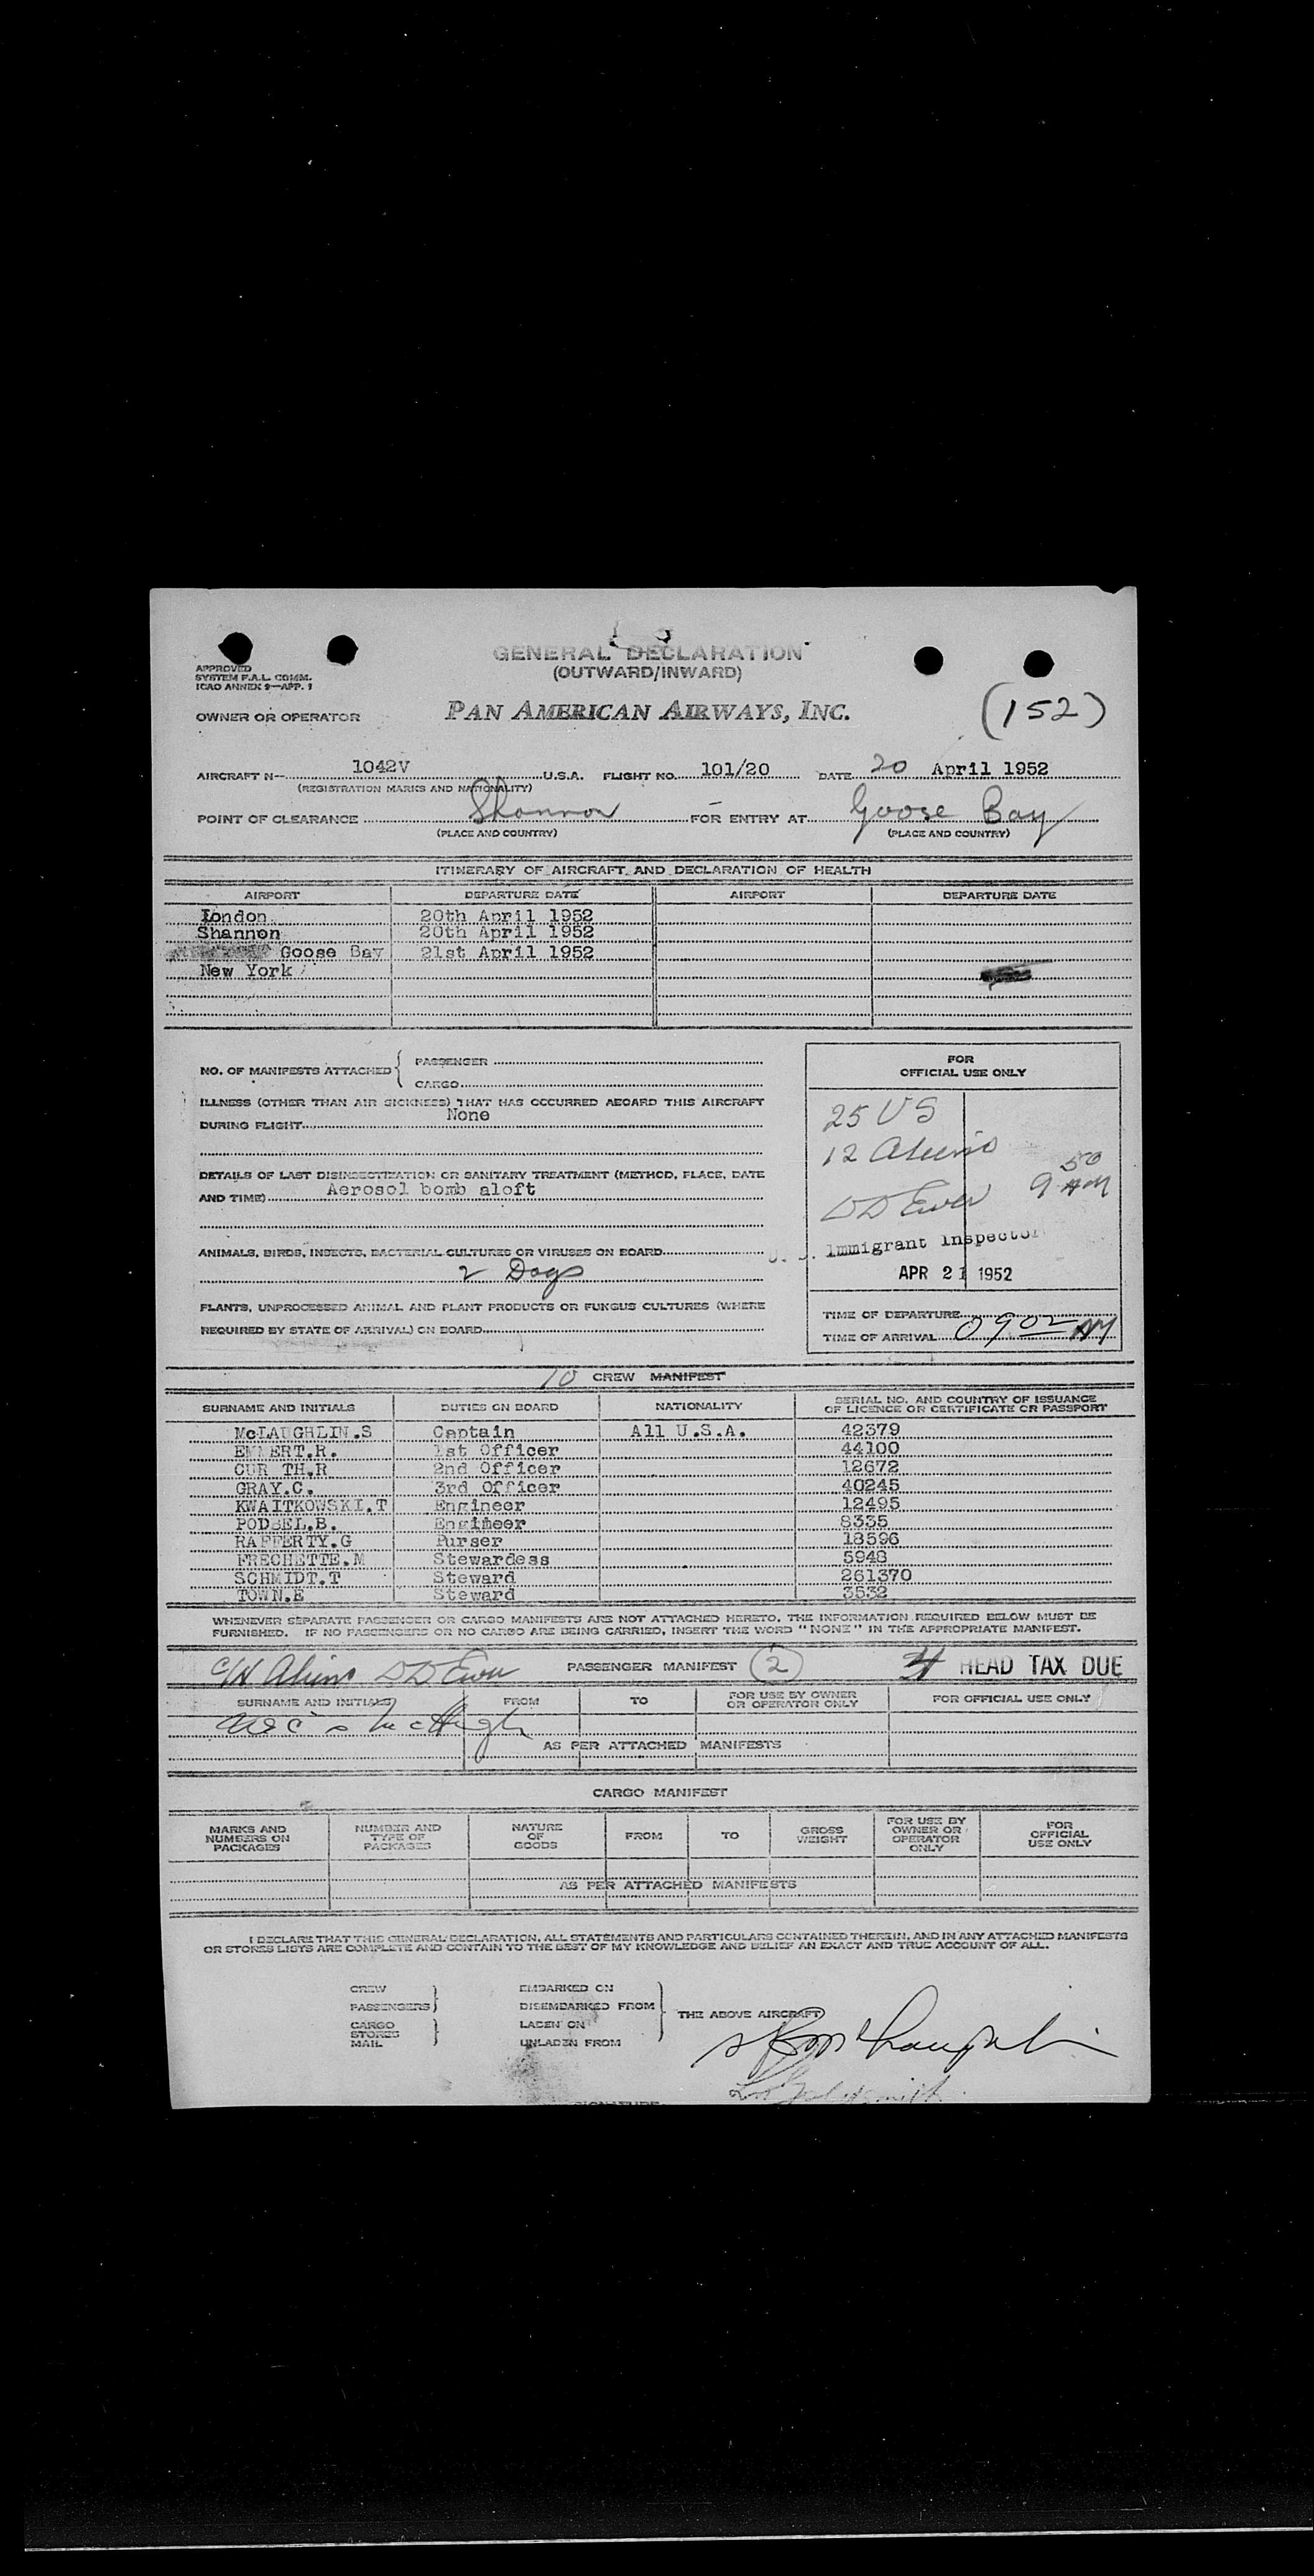 GENERAL DECLARATION
(OUTWARD/INWARD)
APPROVED
SYSTEM F.A.L. COMM.
ICAO ANNEX 9—APP. 1
OWNER OR OPERATOR PAN AMERICAN AIRWAYS, INC. (152)
AIRCRAFT N-- 1042V U.S.A. FLIGHT NO. 101/20 DATE 20 April 1952
(REGISTRATION MARKS AND NATIONALITY)
POINT OF CLEARANCE Shannon FOR ENTRY AT Goose Bay
(PLACE AND COUNTRY) (PLACE AND COUNTRY)
ITINERARY OF AIRCRAFT AND DECLARATION OF HEALTH
AIRPORT DEPARTURE DATE AIRPORT DEPARTURE DATE
London 20th April 1952
Shannon 20th April 1952
Goose Bay 21st April 1952
New York
NO. OF MANIFESTS ATTACHED { PASSENGER
CARGO
ILLNESS (OTHER THAN AIR SICKNESS) THAT HAS OCCURRED ABOARD THIS AIRCRAFT
DURING FLIGHT None
DETAILS OF LAST DISINSECTIZATION OR SANITARY TREATMENT (METHOD, PLACE, DATE
AND TIME) Aerosol bomb aloft
ANIMALS, BIRDS, INSECTS, BACTERIAL CULTURES OR VIRUSES ON BOARD
2 Dogs
PLANTS, UNPROCESSED ANIMAL AND PLANT PRODUCTS OR FUNGUS CULTURES (WHERE
REQUIRED BY STATE OF ARRIVAL) ON BOARD
FOR
OFFICIAL USE ONLY
25 US
12 Aliens
9 50 AM
Immigrant Inspector
APR 21 1952
TIME OF DEPARTURE
TIME OF ARRIVAL 0902 AM
10 CREW MANIFEST
SURNAME AND INITIALS DUTIES ON BOARD NATIONALITY SERIAL NO. AND COUNTRY OF ISSUANCE
OF LICENCE OR CERTIFICATE OR PASSPORT
McLAUGHLIN.S Captain All U.S.A. 42379
EMMERT.R. 1st Officer 44100
TH.R 2nd Officer 12672
GRAY.C. 3rd Officer 40245
KWAITKOWSKI.T Engineer 12495
PODBEL.B. Engineer 8335
RAFFERTY.G Purser 18596
FRECHETTE.M Stewardess 5948
SCHMIDT.T Steward 261370
TOWN.E Steward 3532
WHENEVER SEPARATE PASSENGER OR CARGO MANIFESTS ARE NOT ATTACHED HERETO, THE INFORMATION REQUIRED BELOW MUST BE
FURNISHED. IF NO PASSENGERS OR NO CARGO ARE BEING CARRIED, INSERT THE WORD "NONE" IN THE APPROPRIATE MANIFEST.
PASSENGER MANIFEST (2) HEAD TAX DUE
SURNAME AND INITIALS FROM TO FOR USE BY OWNER
OR OPERATOR ONLY FOR OFFICIAL USE ONLY
AS PER ATTACHED MANIFESTS
CARGO MANIFEST
MARKS AND
NUMBERS ON
PACKAGES NUMBER AND
TYPE OF
PACKAGES NATURE
OF
GOODS FROM TO GROSS
WEIGHT FOR USE BY
OWNER OR
OPERATOR
ONLY FOR
OFFICIAL
USE ONLY
AS PER ATTACHED MANIFESTS
I DECLARE THAT THIS GENERAL DECLARATION, ALL STATEMENTS AND PARTICULARS CONTAINED THEREIN, AND IN ANY ATTACHED MANIFESTS
OR STORES LISTS ARE COMPLETE AND CONTAIN TO THE BEST OF MY KNOWLEDGE AND BELIEF AN EXACT AND TRUE ACCOUNT OF ALL.
CREW EMBARKED ON
PASSENGERS DISEMBARKED FROM THE ABOVE AIRCRAFT
CARGO LADEN ON
STORES
MAIL UNLADEN FROM
SIGNATURE